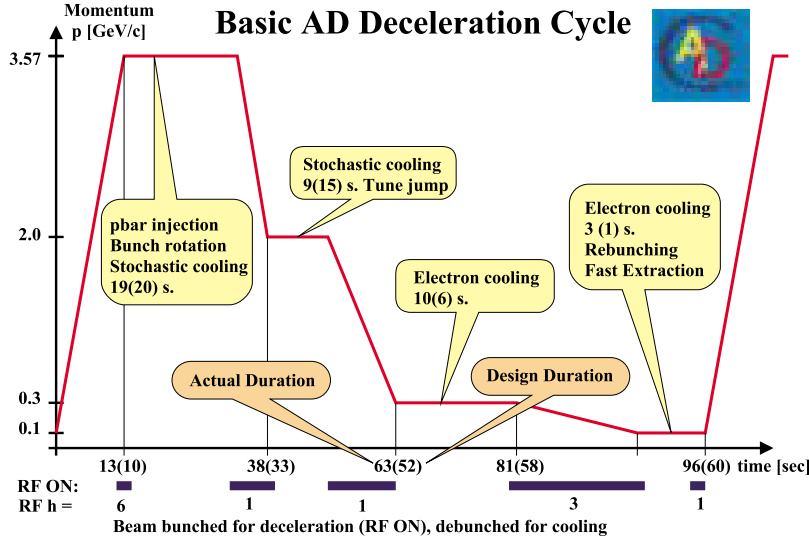 Momentum
p [GeV/c]
Basic AD Deceleration Cycle
AD
3.57
Stochastic cooling
9(15) s. Tune jump
pbar injection
Bunch rotation
Stochastic cooling
19(20) s.
Electron cooling
3 (1) s.
Rebunching
Fast Extraction
2.0
Electron cooling
10(6) s.
Actual Duration
Design Duration
0.3
0.1
13(10) 38(33) 63(52) 81(58) 96(60) time [sec]
RF ON:
RF h = 6 1 1 3 1
Beam bunched for deceleration (RF ON), debunched for cooling